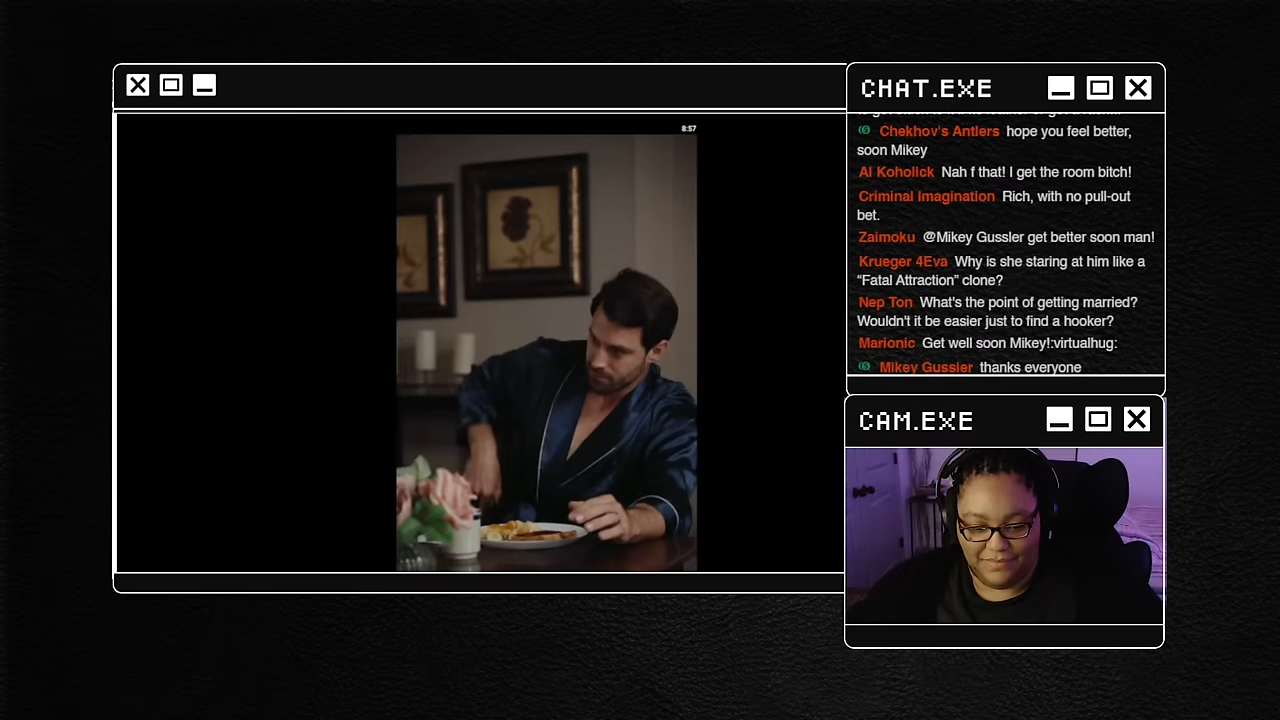 8:57
CHAT.EXE
Chekhov's Antlers hope you feel better,
soon Mikey
Al Koholick Nah f that! I get the room bitch!
Criminal Imagination Rich, with no pull-out
bet.
Zaimoku @Mikey Gussler get better soon man!
Krueger 4Eva Why is she staring at him like a
“Fatal Attraction” clone?
Nep Ton What's the point of getting married?
Wouldn't it be easier just to find a hooker?
Marionic Get well soon Mikey!:virtualhug:
Mikey Gussler thanks everyone
CAM.EXE